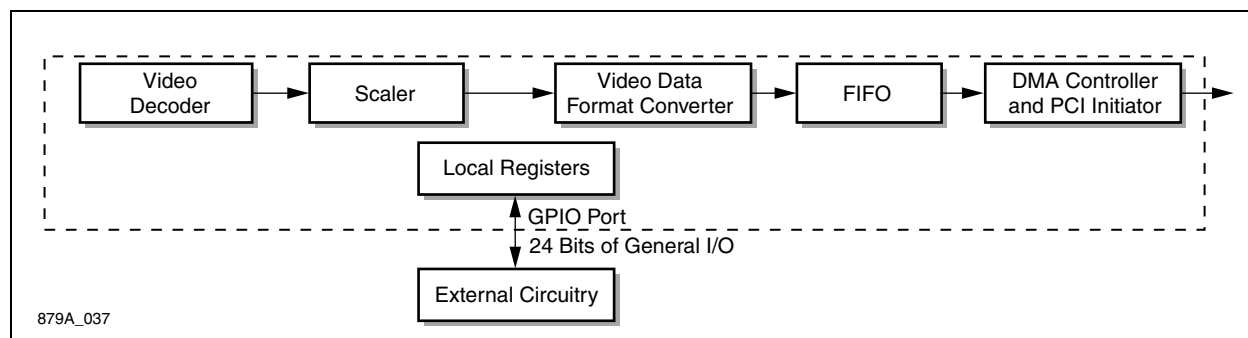 Video
Decoder
Scaler
Video Data
Format Converter
FIFO
DMA Controller
and PCI Initiator
Local Registers
GPIO Port
24 Bits of General I/O
External Circuitry
879A_037